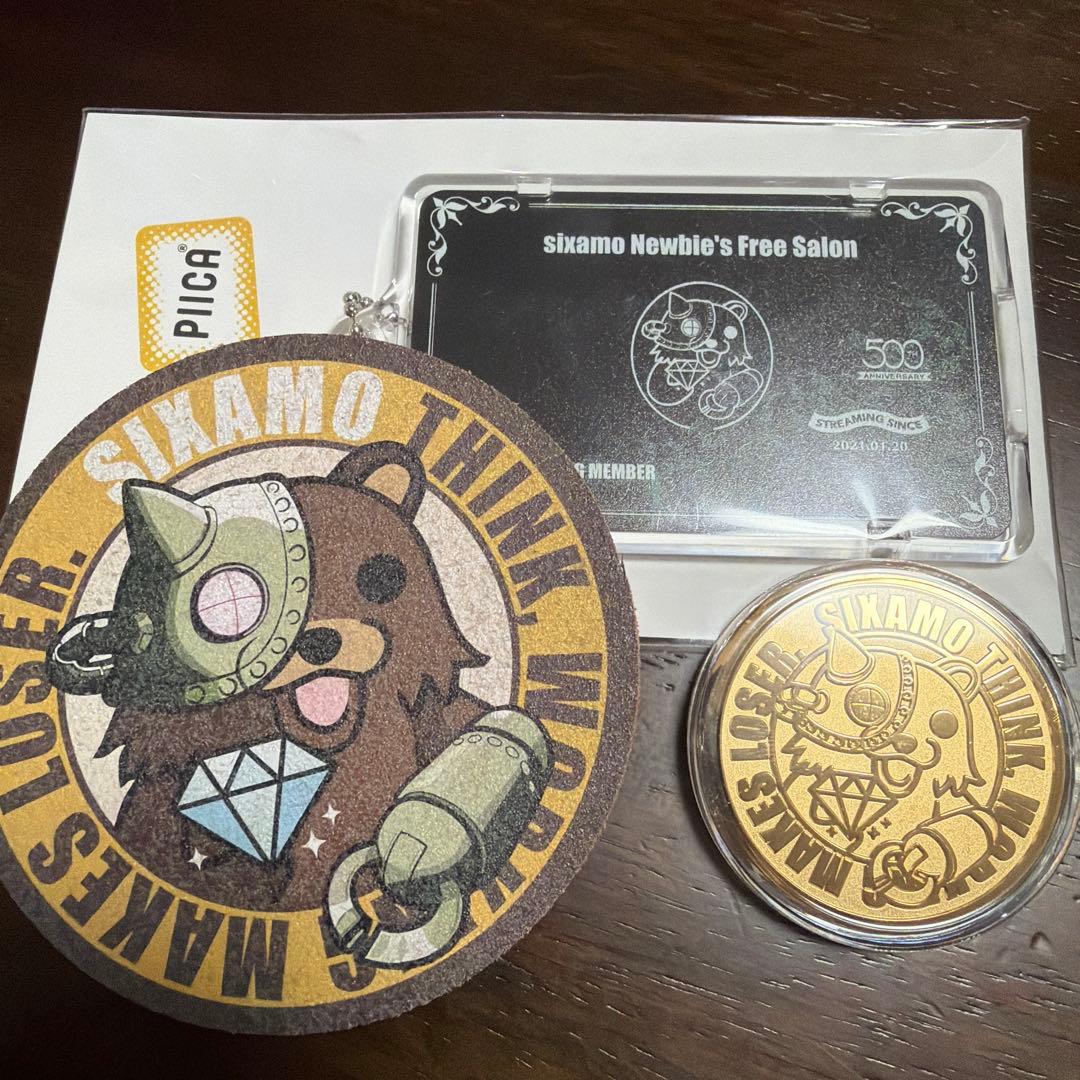 PIICA®
sixamo Newbie's Free Salon
500
ANNIVERSARY
STREAMING SINCE
2021.01.20
MEMBER
SIXAMO THINK,
MAKES LOSER.
SIXAMO THINK,
MAKES LOSER.